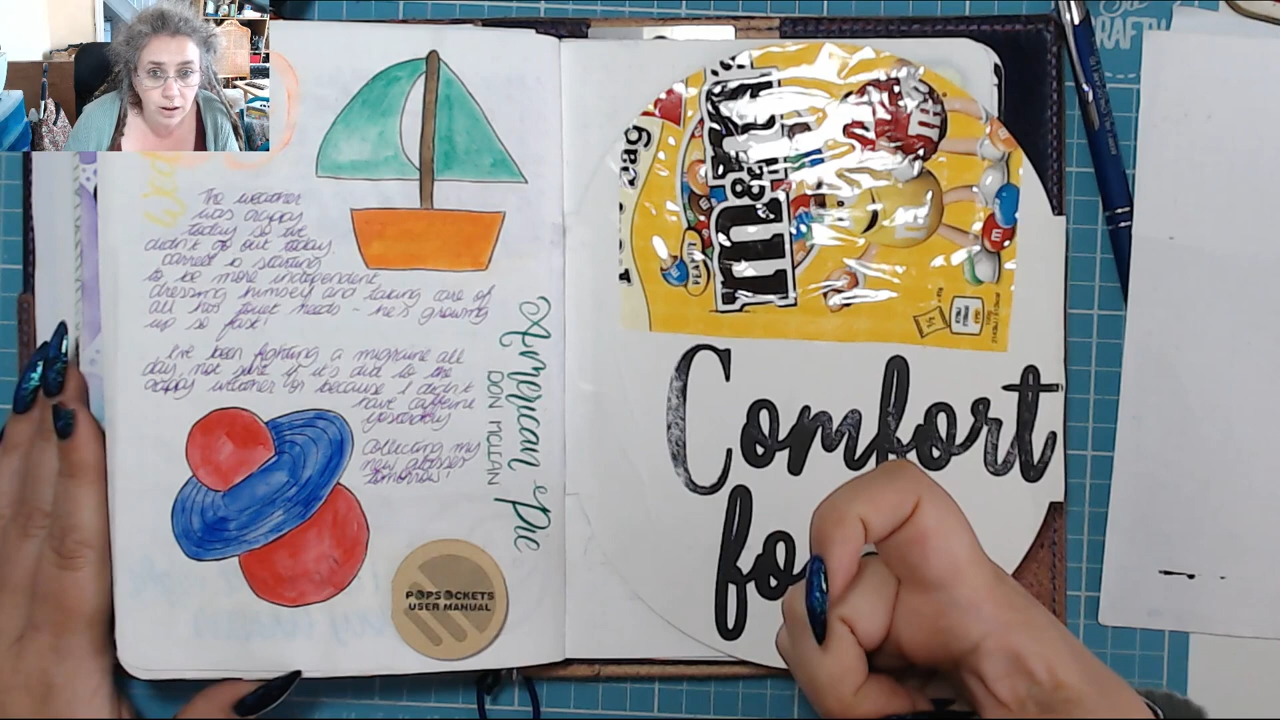 The weather
was crappy
today so we
didn't go out today.
to be more independent,
dressing himself and taking care of
all his toilet needs - he's growing
up so fast!
I've been fighting a migraine all
day, not sure if it's due to the
crappy weather or because I didn't
have caffeine
yesterday
Collecting my
new glasses
tomorrow!
American Pie
DON MCLEAN
POPSOCKETS
USER MANUAL
bag
m&m's
PEANUT
m
Comfort
fo
CRAFTY